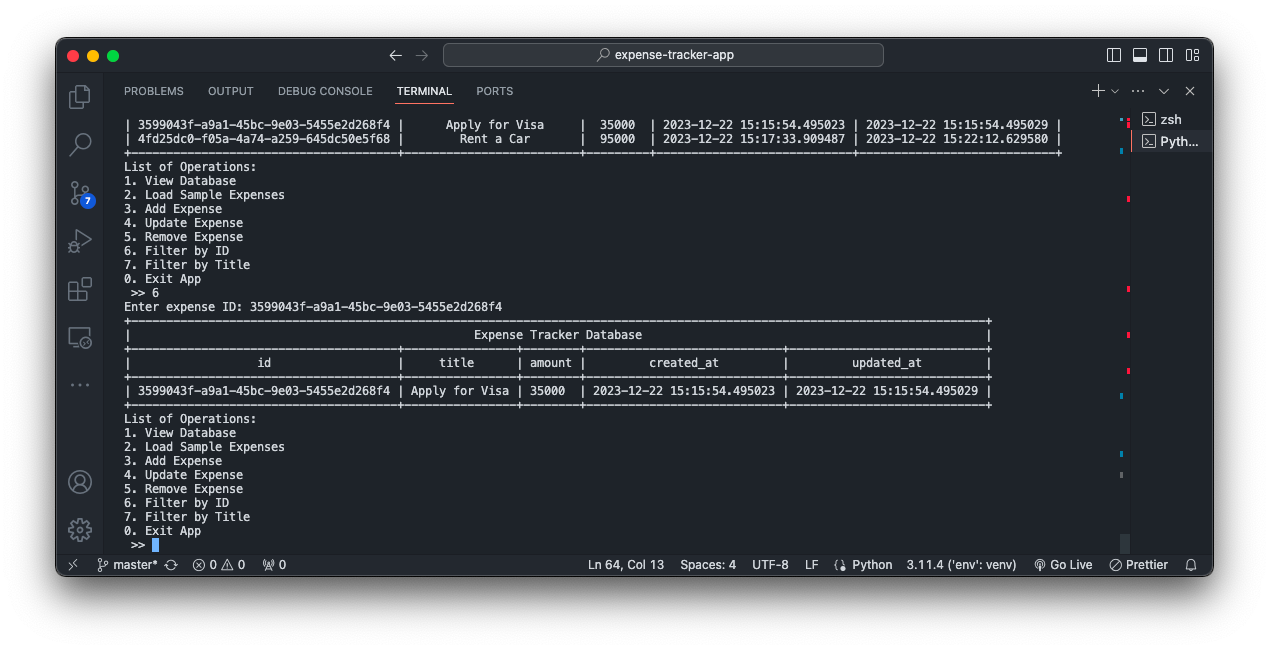 expense-tracker-app
PROBLEMS OUTPUT DEBUG CONSOLE TERMINAL PORTS
zsh
Pyth...
| 3599043f-a9a1-45bc-9e03-5455e2d268f4 | Apply for Visa | 35000 | 2023-12-22 15:15:54.495023 | 2023-12-22 15:15:54.495029 |
| 4fd25dc0-f05a-4a74-a259-645dc50e5f68 | Rent a Car | 95000 | 2023-12-22 15:17:33.909487 | 2023-12-22 15:22:12.629580 |
List of Operations:
1. View Database
2. Load Sample Expenses
3. Add Expense
4. Update Expense
5. Remove Expense
6. Filter by ID
7. Filter by Title
0. Exit App
>> 6
Enter expense ID: 3599043f-a9a1-45bc-9e03-5455e2d268f4
| Expense Tracker Database |
| id | title | amount | created_at | updated_at |
| 3599043f-a9a1-45bc-9e03-5455e2d268f4 | Apply for Visa | 35000 | 2023-12-22 15:15:54.495023 | 2023-12-22 15:15:54.495029 |
List of Operations:
1. View Database
2. Load Sample Expenses
3. Add Expense
4. Update Expense
5. Remove Expense
6. Filter by ID
7. Filter by Title
0. Exit App
>>
7
master* 0 0 0 Ln 64, Col 13 Spaces: 4 UTF-8 LF Python 3.11.4 ('env': venv) Go Live Prettier